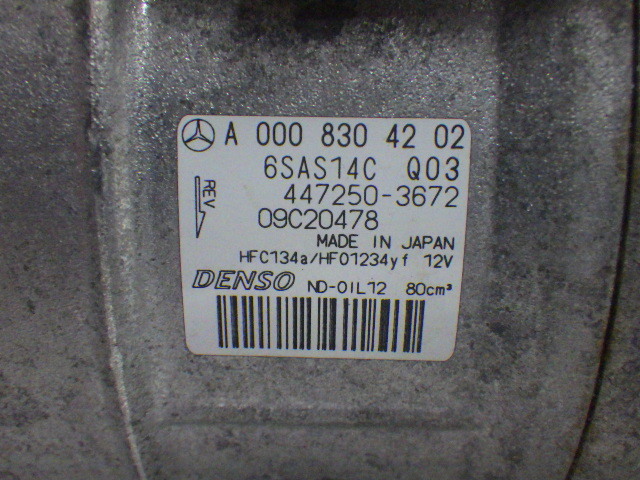 A 000 830 42 02
6SAS14C Q03
REV.
447250-3672
09C20478
MADE IN JAPAN
HFC134a/HFO1234yf 12V
DENSO ND-OIL12 80cm³